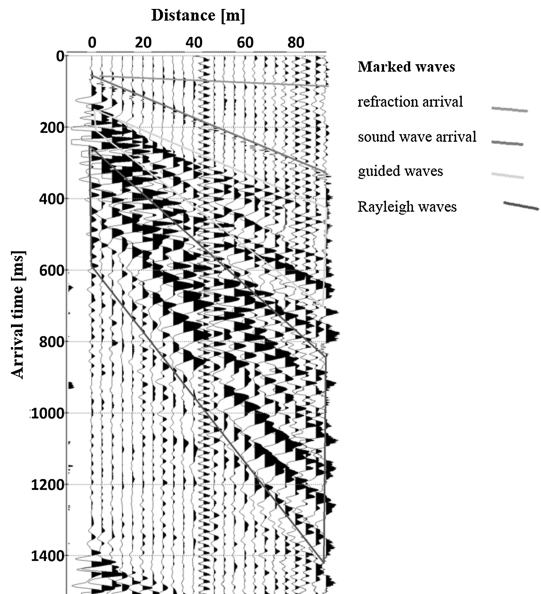 Distance [m]
0 20 40 60 80
0
200
400
600
800
1000
1200
1400
Arrival time [ms]
Marked waves
refraction arrival
sound wave arrival
guided waves
Rayleigh waves